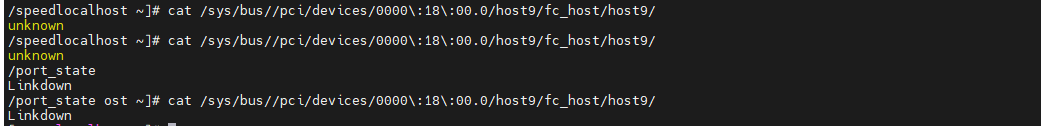 /speedlocalhost ~]# cat /sys/bus//pci/devices/0000\:18\:00.0/host9/fc_host/host9/
unknown
/speedlocalhost ~]# cat /sys/bus//pci/devices/0000\:18\:00.0/host9/fc_host/host9/
unknown
/port_state
Linkdown
/port_state ost ~]# cat /sys/bus//pci/devices/0000\:18\:00.0/host9/fc_host/host9/
Linkdown